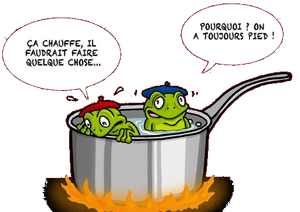 ÇA CHAUFFE, IL
FAUDRAIT FAIRE
QUELQUE CHOSE...
POURQUOI ? ON
A TOUJOURS PIED !